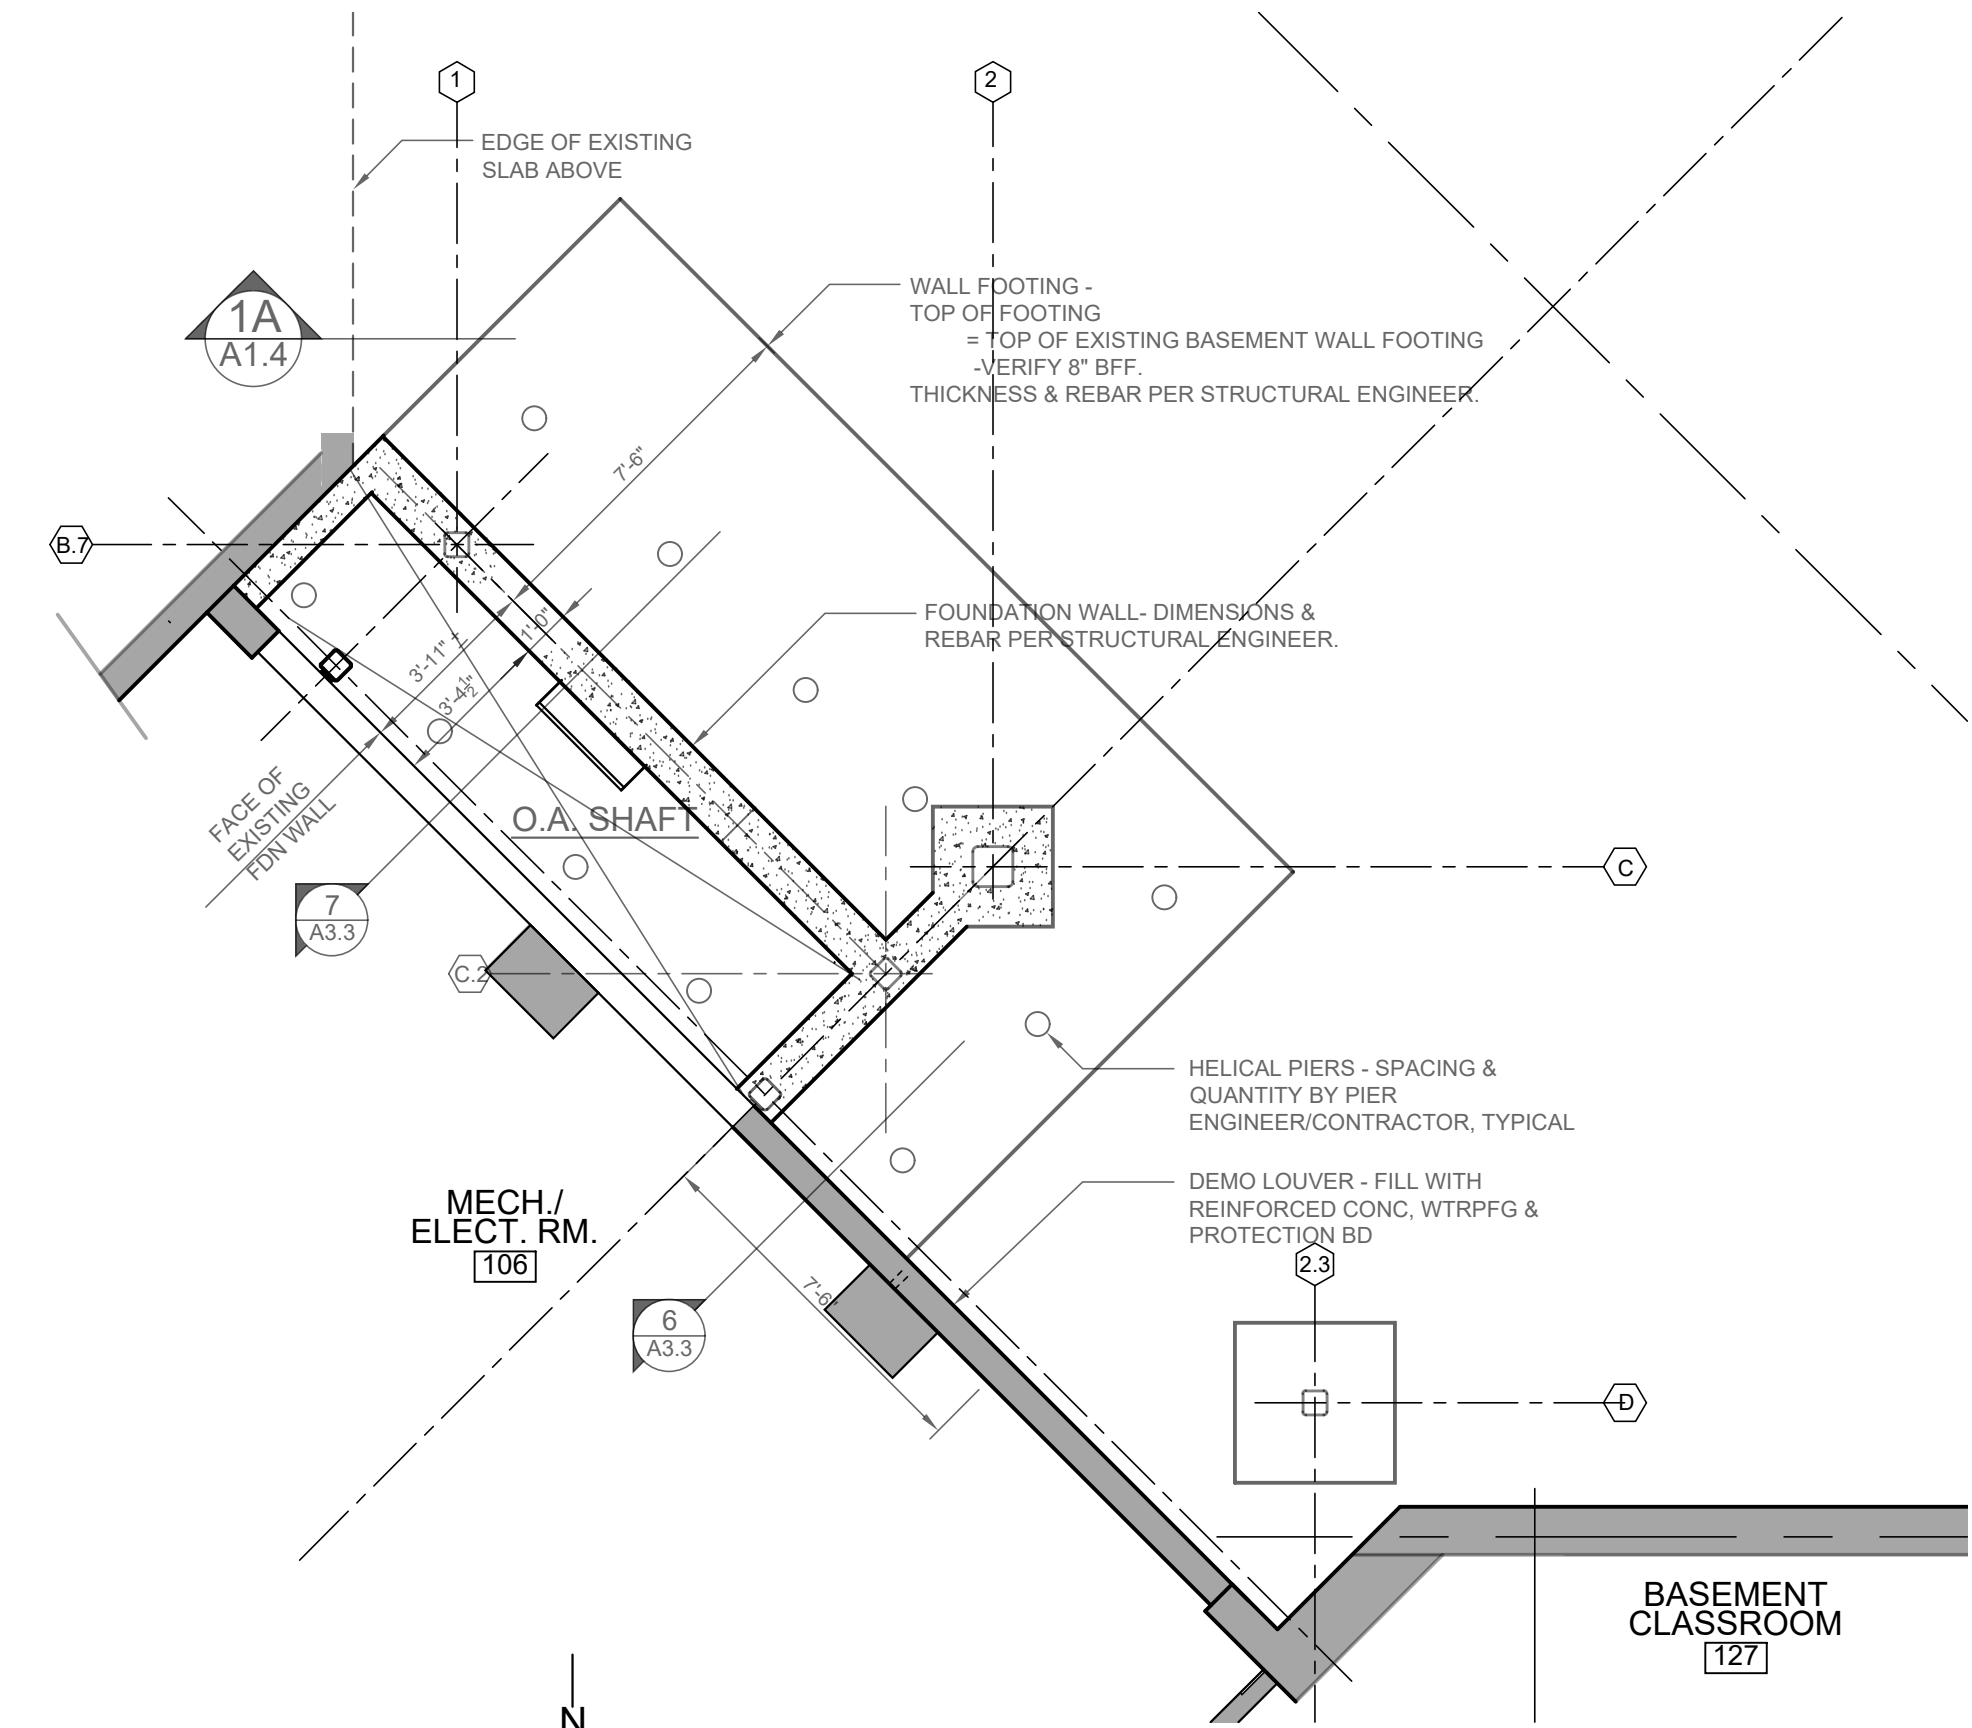 1
2
EDGE OF EXISTING
SLAB ABOVE
WALL FOOTING -
TOP OF FOOTING
= TOP OF EXISTING BASEMENT WALL FOOTING
-VERIFY 8" BFF.
THICKNESS & REBAR PER STRUCTURAL ENGINEER.
1A
A1.4
7'-6"
B.7
FOUNDATION WALL- DIMENSIONS &
REBAR PER STRUCTURAL ENGINEER.
1'-0"
3'-11" ±
3'-4½"
FACE OF
EXISTING
FDN WALL
O.A. SHAFT
C
7
A3.3
C.2
HELICAL PIERS - SPACING &
QUANTITY BY PIER
ENGINEER/CONTRACTOR, TYPICAL
DEMO LOUVER - FILL WITH
REINFORCED CONC, WTRPFG &
PROTECTION BD
MECH./
ELECT. RM.
106
2.3
7'-6"
6
A3.3
D
BASEMENT
CLASSROOM
127
N